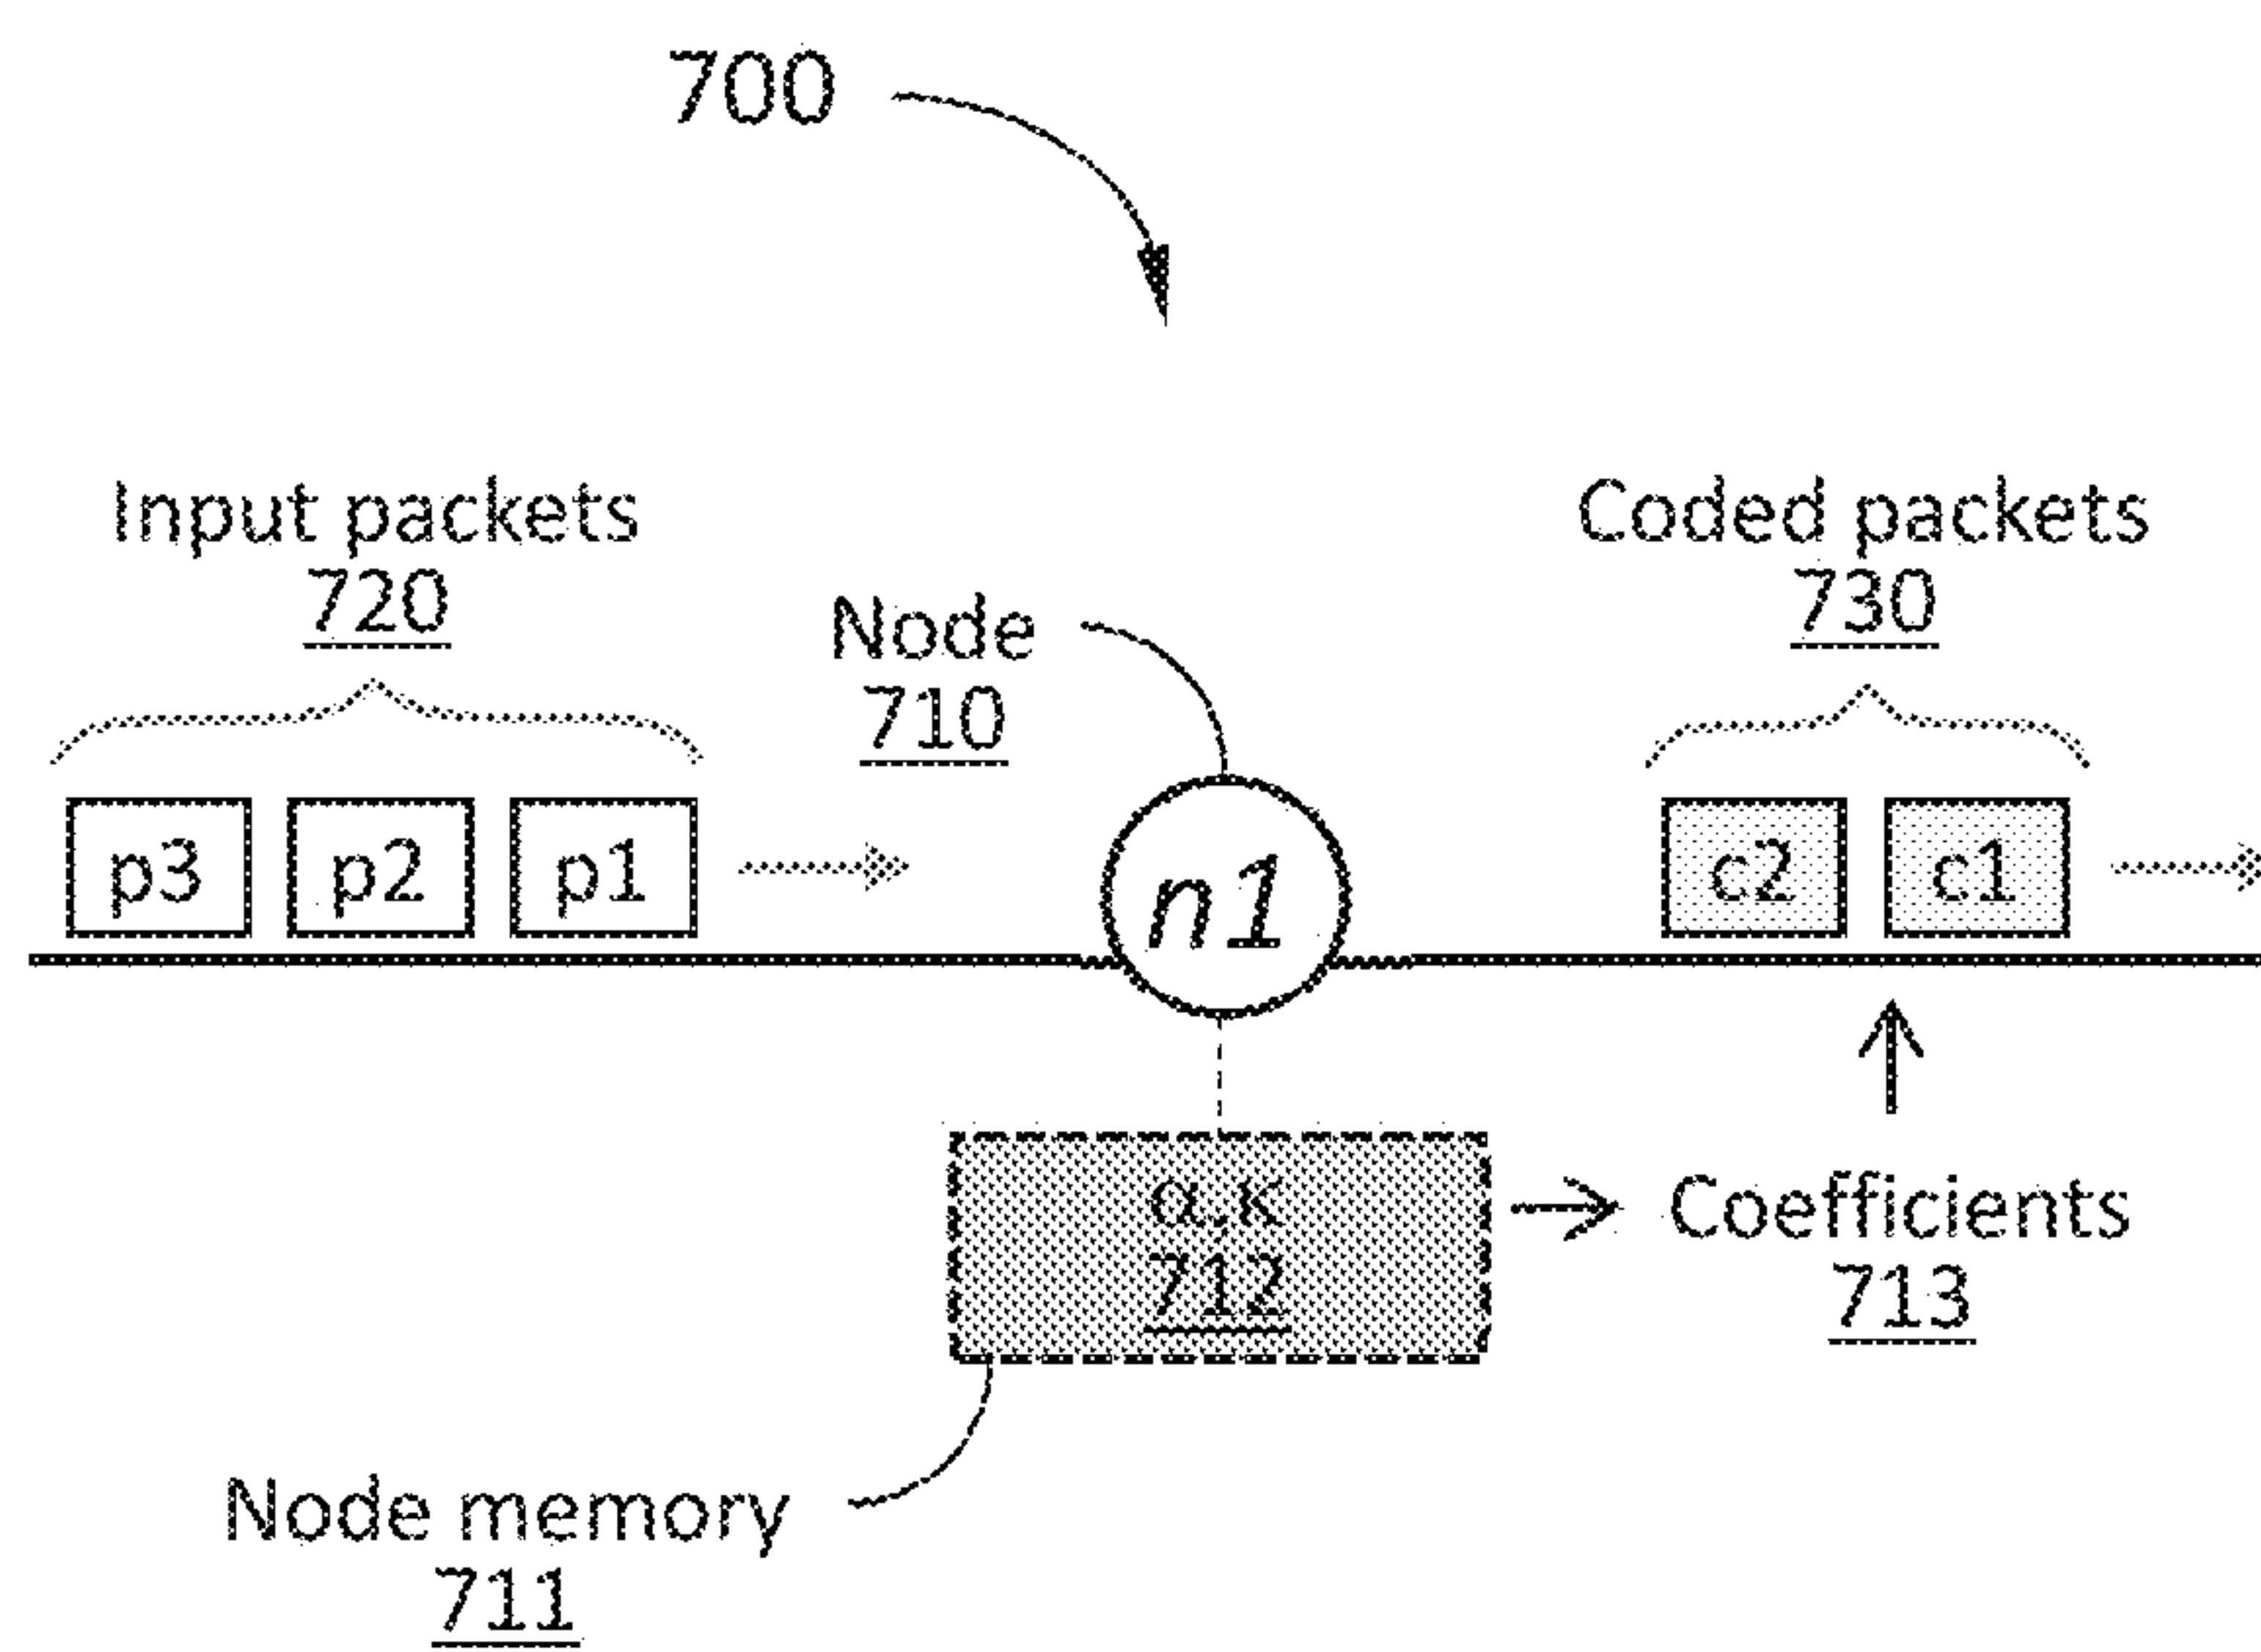 700
Input packets
720
Coded packets
730
Node
710
p3 p2 p1
n1
c2 c1
α,κ
712
Coefficients
713
Node memory
711